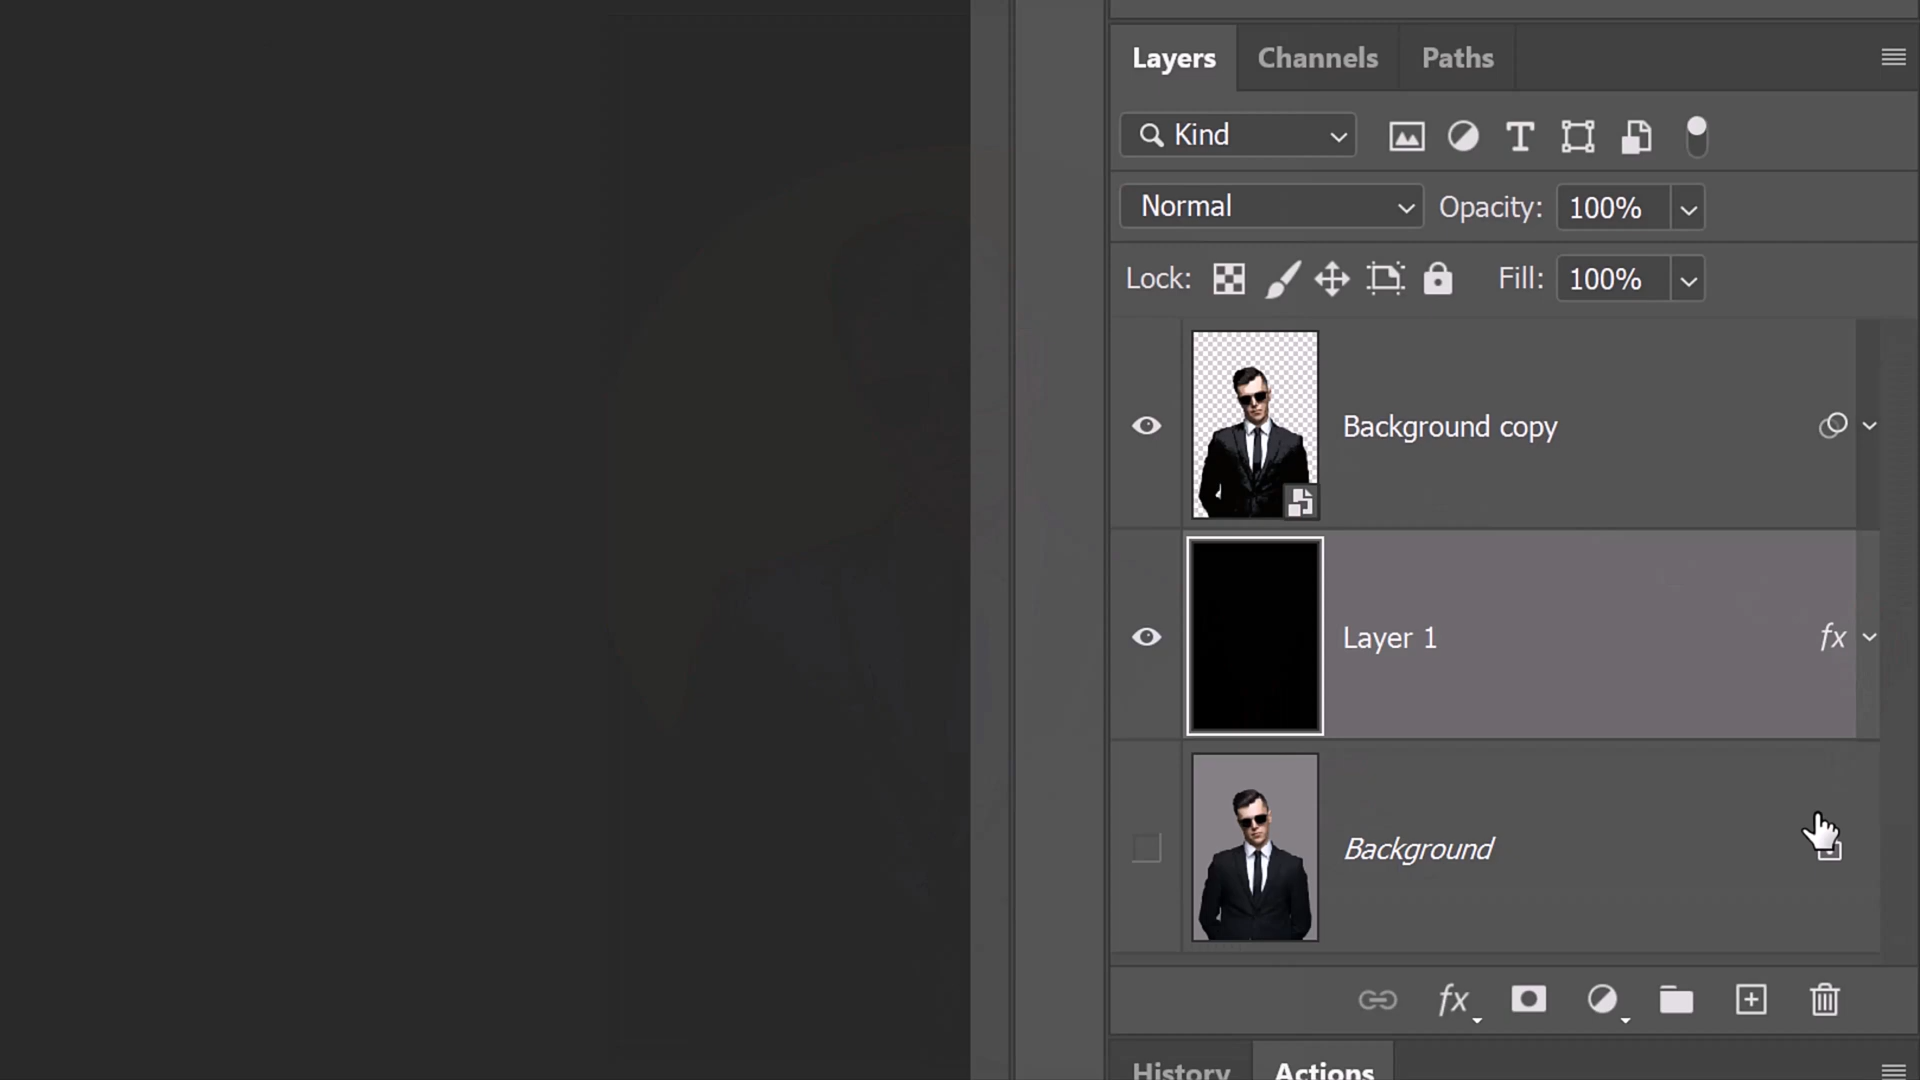 Layers Channels Paths
Kind
Normal Opacity: 100%
Lock: Fill: 100%
Background copy
Layer 1 fx
Background
fx
History Actions